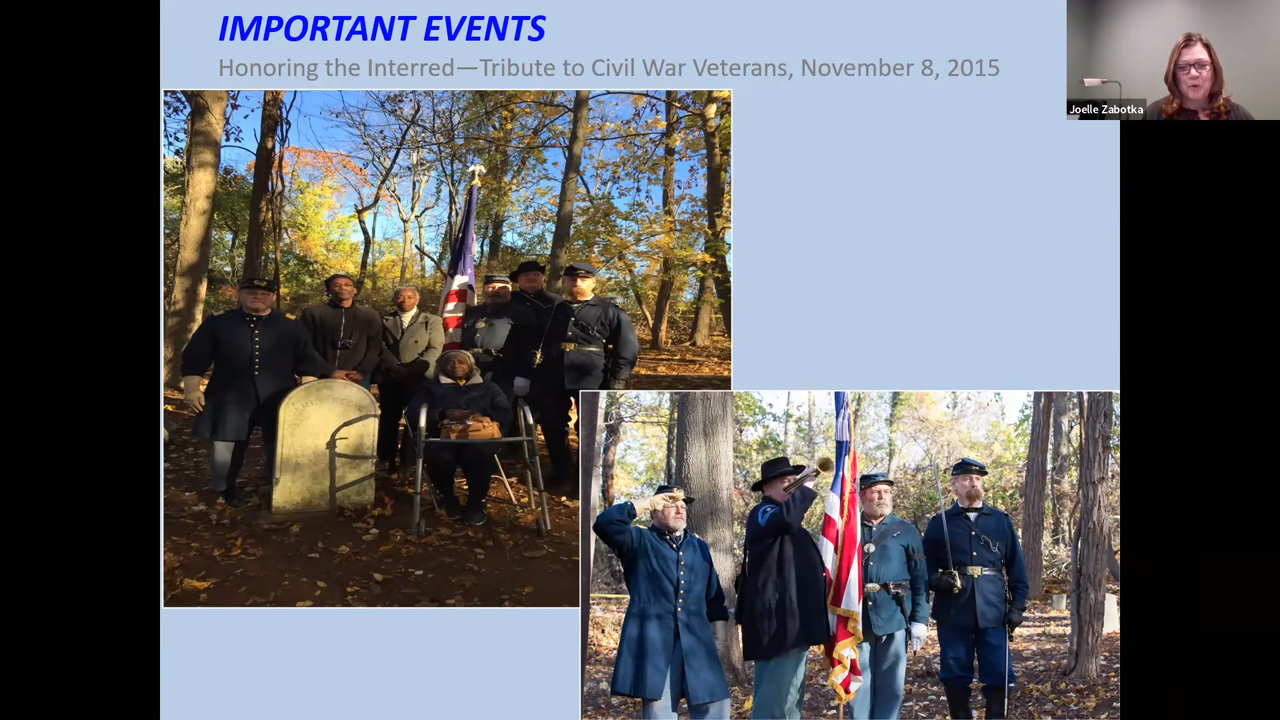 IMPORTANT EVENTS
Honoring the Interred—Tribute to Civil War Veterans, November 8, 2015
Joelle Zabotka